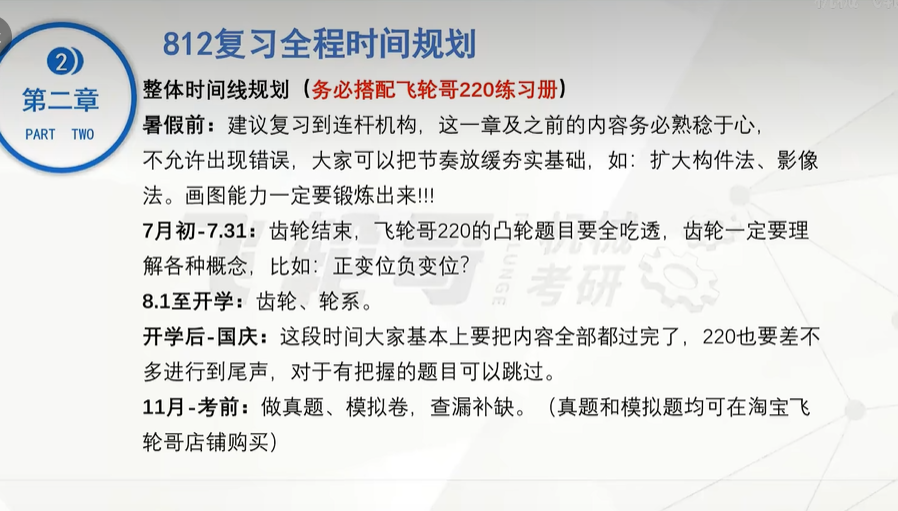 812复习全程时间规划
2
第二章
PART TWO
整体时间线规划（务必搭配飞轮哥220练习册）
暑假前：建议复习到连杆机构，这一章及之前的内容务必熟稔于心，
不允许出现错误，大家可以把节奏放缓夯实基础，如：扩大构件法、影像
法。画图能力一定要锻炼出来!!!
7月初-7.31：齿轮结束，飞轮哥220的凸轮题目要全吃透，齿轮一定要理
解各种概念，比如：正变位负变位？
8.1至开学：齿轮、轮系。
开学后-国庆：这段时间大家基本上要把内容全部都过完了，220也要差不
多进行到尾声，对于有把握的题目可以跳过。
11月-考前：做真题、模拟卷，查漏补缺。（真题和模拟题均可在淘宝飞
轮哥店铺购买）
飞轮哥
机械
考研